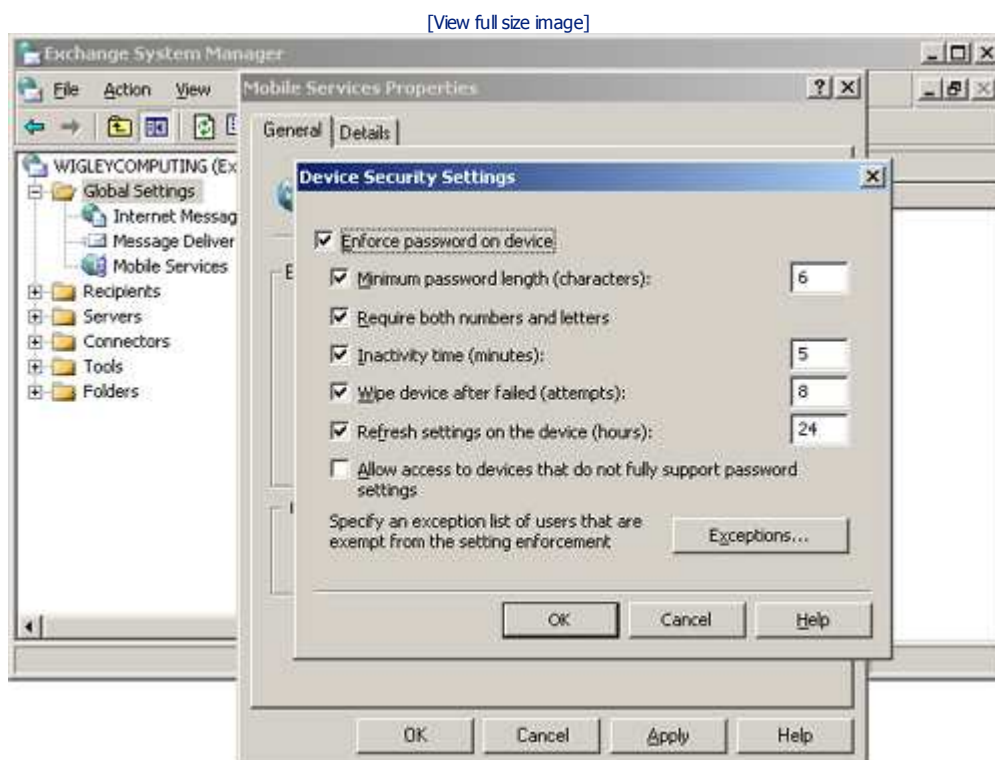 [View full size image]
Exchange System Manager
File Action View
Mobile Services Properties
General Details
WIGLEYCOMPUTING (Ex
Global Settings
Internet Messag
Message Deliver
Mobile Services
Recipients
Servers
Connectors
Tools
Folders
Device Security Settings
Enforce password on device
Minimum password length (characters): 6
Require both numbers and letters
Inactivity time (minutes): 5
Wipe device after failed (attempts): 8
Refresh settings on the device (hours): 24
Allow access to devices that do not fully support password
settings
Specify an exception list of users that are
exempt from the setting enforcement
Exceptions...
OK Cancel Help
OK Cancel Apply Help